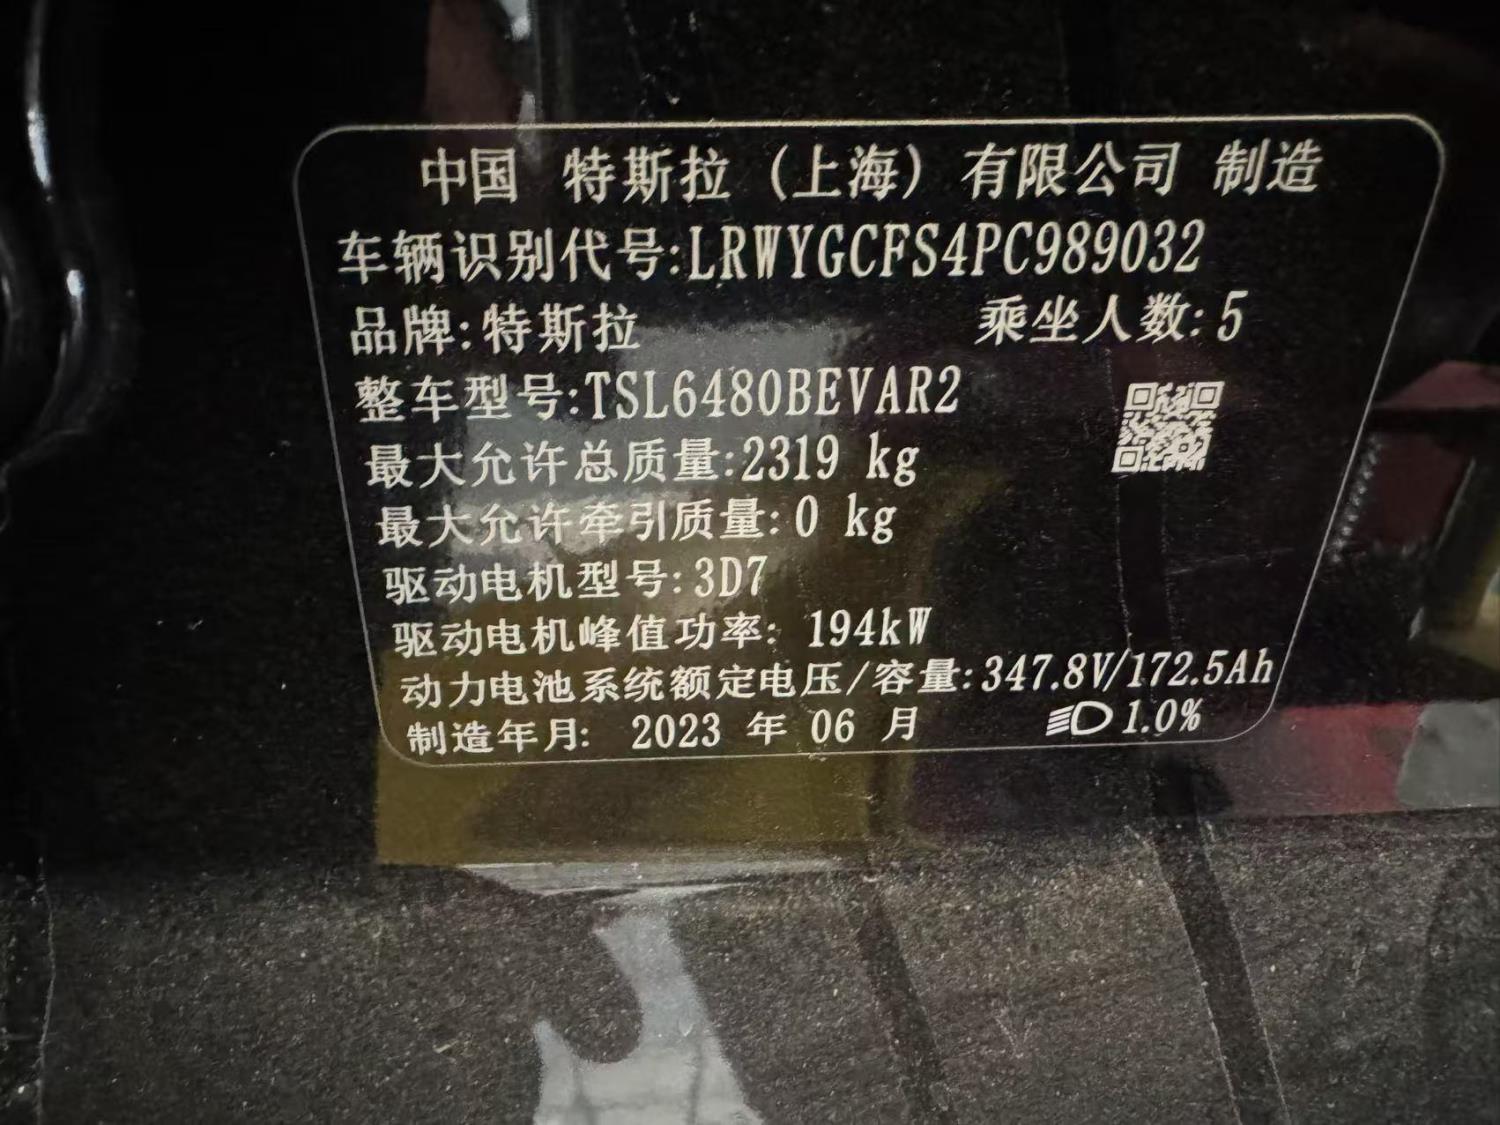 中国 特斯拉（上海）有限公司 制造
车辆识别代号:LRWYGCFS4PC989032
品牌:特斯拉 乘坐人数:5
整车型号:TSL6480BEVAR2
最大允许总质量:2319 kg
最大允许牵引质量:0 kg
驱动电机型号:3D7
驱动电机峰值功率: 194kW
动力电池系统额定电压/容量:347.8V/172.5Ah
制造年月: 2023 年 06 月 1.0%